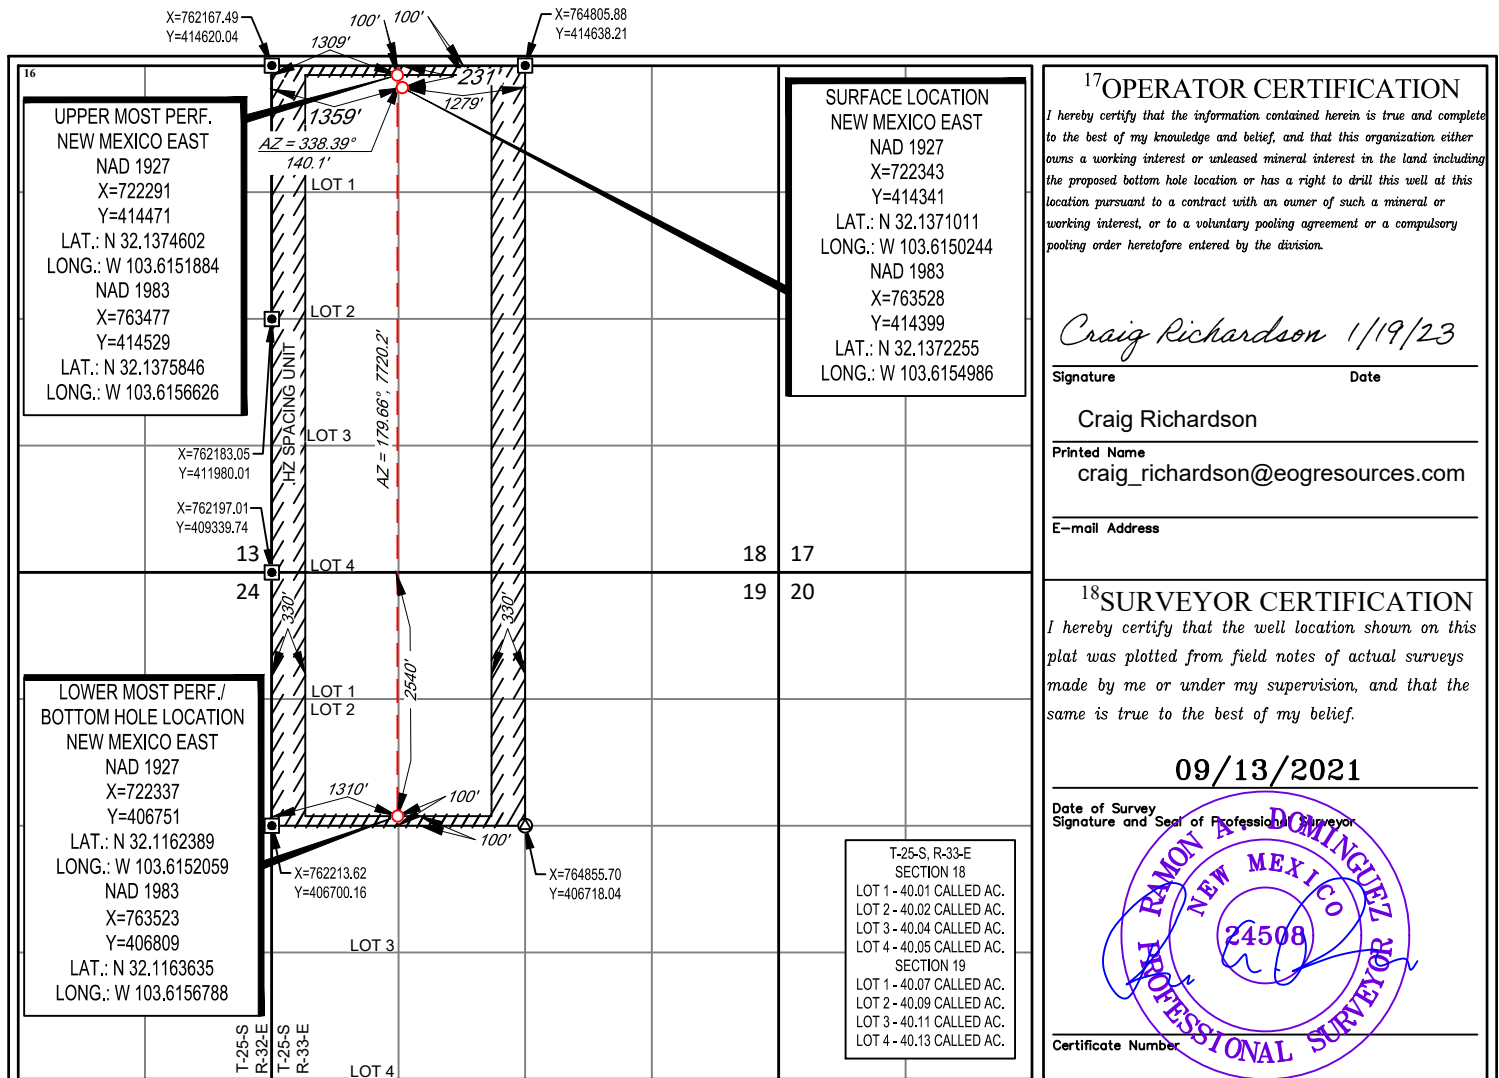 X=762167.49
Y=414620.04
X=764805.88
Y=414638.21
100' 100'
1309'
16
231'
1279'
1359'
AZ = 338.39°
140.1'
UPPER MOST PERF.
NEW MEXICO EAST
NAD 1927
X=722291
Y=414471
LAT.: N 32.1374602
LONG.: W 103.6151884
NAD 1983
X=763477
Y=414529
LAT.: N 32.1375846
LONG.: W 103.6156626
SURFACE LOCATION
NEW MEXICO EAST
NAD 1927
X=722343
Y=414341
LAT.: N 32.1371011
LONG.: W 103.6150244
NAD 1983
X=763528
Y=414399
LAT.: N 32.1372255
LONG.: W 103.6154986
LOT 1
LOT 2
HZ SPACING UNIT
AZ = 179.66°, 7720.2'
LOT 3
X=762183.05
Y=411980.01
X=762197.01
Y=409339.74
LOT 4
13
18 17
24
19 20
330'
330'
2540'
LOT 1
LOT 2
LOWER MOST PERF./
BOTTOM HOLE LOCATION
NEW MEXICO EAST
NAD 1927
X=722337
Y=406751
LAT.: N 32.1162389
LONG.: W 103.6152059
NAD 1983
X=763523
Y=406809
LAT.: N 32.1163635
LONG.: W 103.6156788
1310'
100'
100'
X=762213.62
Y=406700.16
X=764855.70
Y=406718.04
LOT 3
LOT 4
T-25-S
R-32-E
T-25-S
R-33-E
T-25-S, R-33-E
SECTION 18
LOT 1 - 40.01 CALLED AC.
LOT 2 - 40.02 CALLED AC.
LOT 3 - 40.04 CALLED AC.
LOT 4 - 40.05 CALLED AC.
SECTION 19
LOT 1 - 40.07 CALLED AC.
LOT 2 - 40.09 CALLED AC.
LOT 3 - 40.11 CALLED AC.
LOT 4 - 40.13 CALLED AC.
17OPERATOR CERTIFICATION
I hereby certify that the information contained herein is true and complete
to the best of my knowledge and belief, and that this organization either
owns a working interest or unleased mineral interest in the land including
the proposed bottom hole location or has a right to drill this well at this
location pursuant to a contract with an owner of such a mineral or
working interest, or to a voluntary pooling agreement or a compulsory
pooling order heretofore entered by the division.
Craig Richardson 1/19/23
Signature Date
Craig Richardson
Printed Name
craig_richardson@eogresources.com
E-mail Address
18SURVEYOR CERTIFICATION
I hereby certify that the well location shown on this
plat was plotted from field notes of actual surveys
made by me or under my supervision, and that the
same is true to the best of my belief.
09/13/2021
Date of Survey
Signature and Seal of Professional Surveyor
RAMON A. DOMINGUEZ
NEW MEXICO
24508
PROFESSIONAL SURVEYOR
Certificate Number